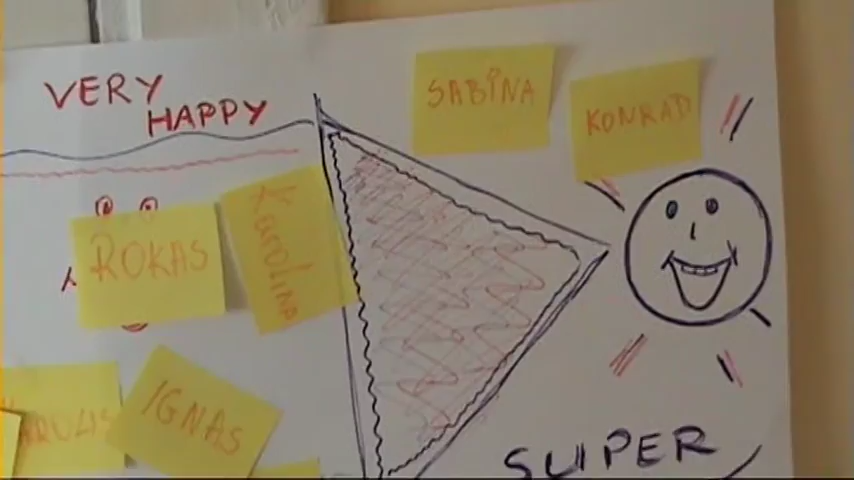 VERY
HAPPY
SABINA
KONRAD
ROKAS
Karolina
IGNAS
SUPER